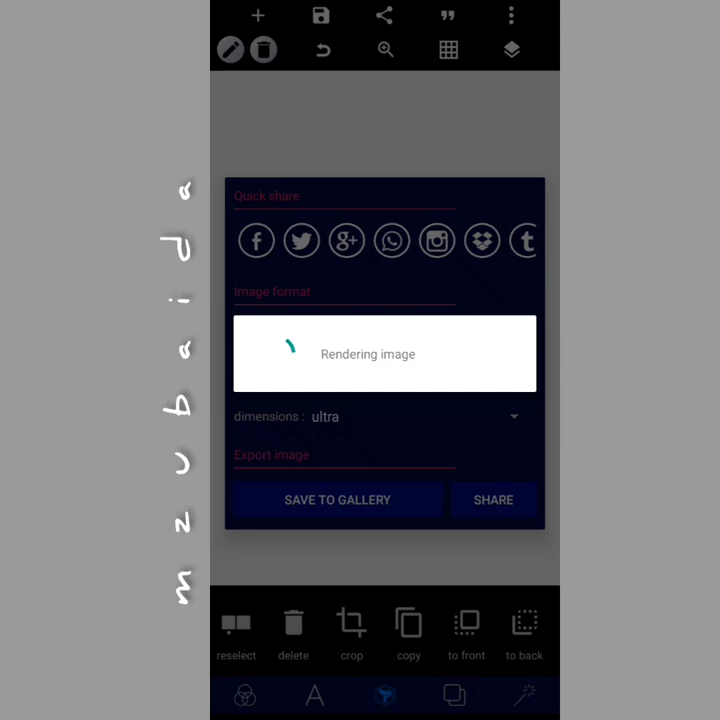 Quick share
Image format
Rendering image
dimensions : ultra
Export image
SAVE TO GALLERY SHARE
reselect delete crop copy to front to back